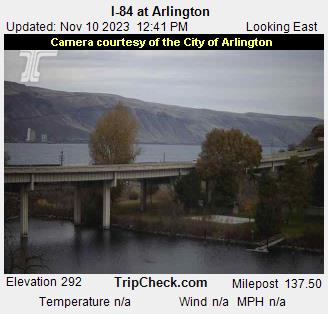 I-84 at Arlington
Updated: Nov 10 2023 12:41 PM Looking East
Camera courtesy of the City of Arlington
Elevation 292 TripCheck.com Milepost 137.50
Temperature n/a Wind n/a MPH n/a